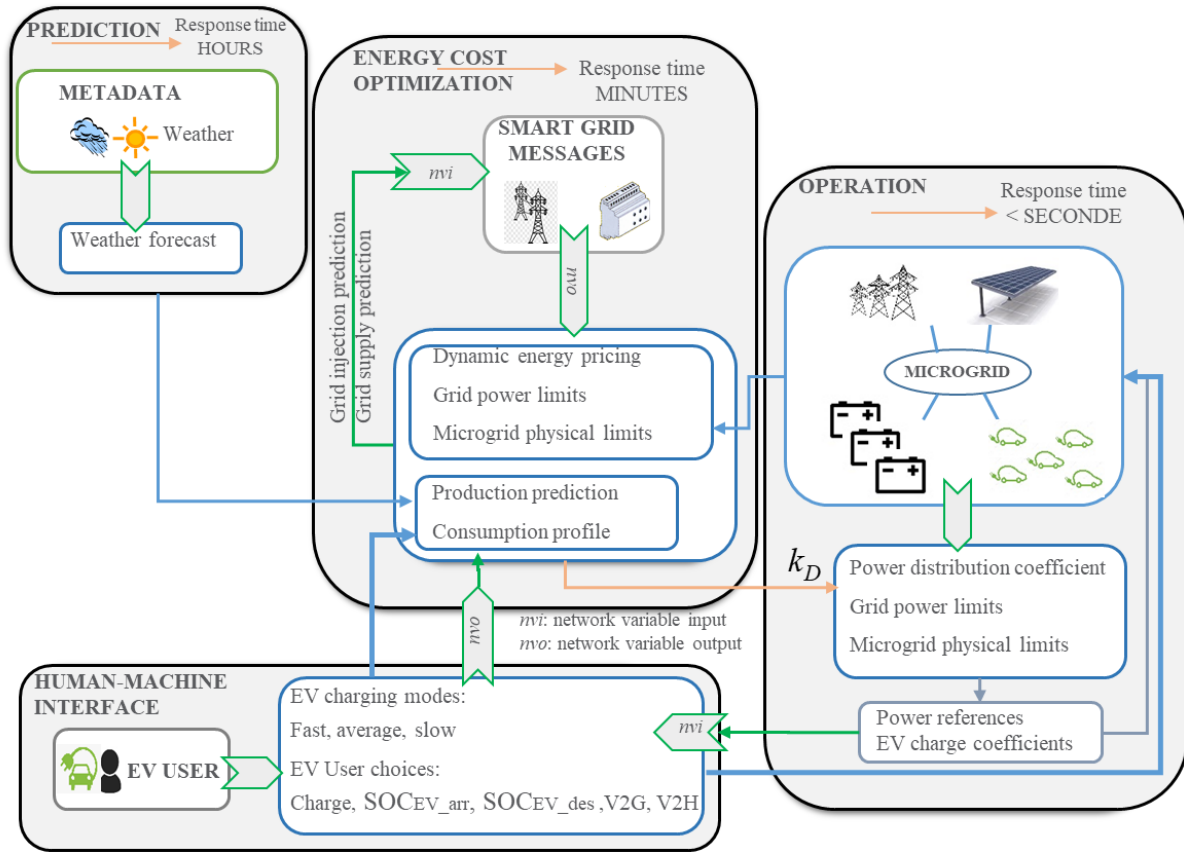 PREDICTION
Response time
HOURS
METADATA
Weather
Weather forecast
ENERGY COST
OPTIMIZATION
Response time
MINUTES
SMART GRID
MESSAGES
nvi
nvo
Grid injection prediction
Grid supply prediction
Dynamic energy pricing
Grid power limits
Microgrid physical limits
Production prediction
Consumption profile
nvo
nvi: network variable input
nvo: network variable output
k_D
OPERATION
Response time
< SECONDE
MICROGRID
Power distribution coefficient
Grid power limits
Microgrid physical limits
Power references
EV charge coefficients
HUMAN-MACHINE
INTERFACE
EV USER
EV charging modes:
Fast, average, slow
nvi
EV User choices:
Charge, SOCEV_arr, SOCEV_des ,V2G, V2H